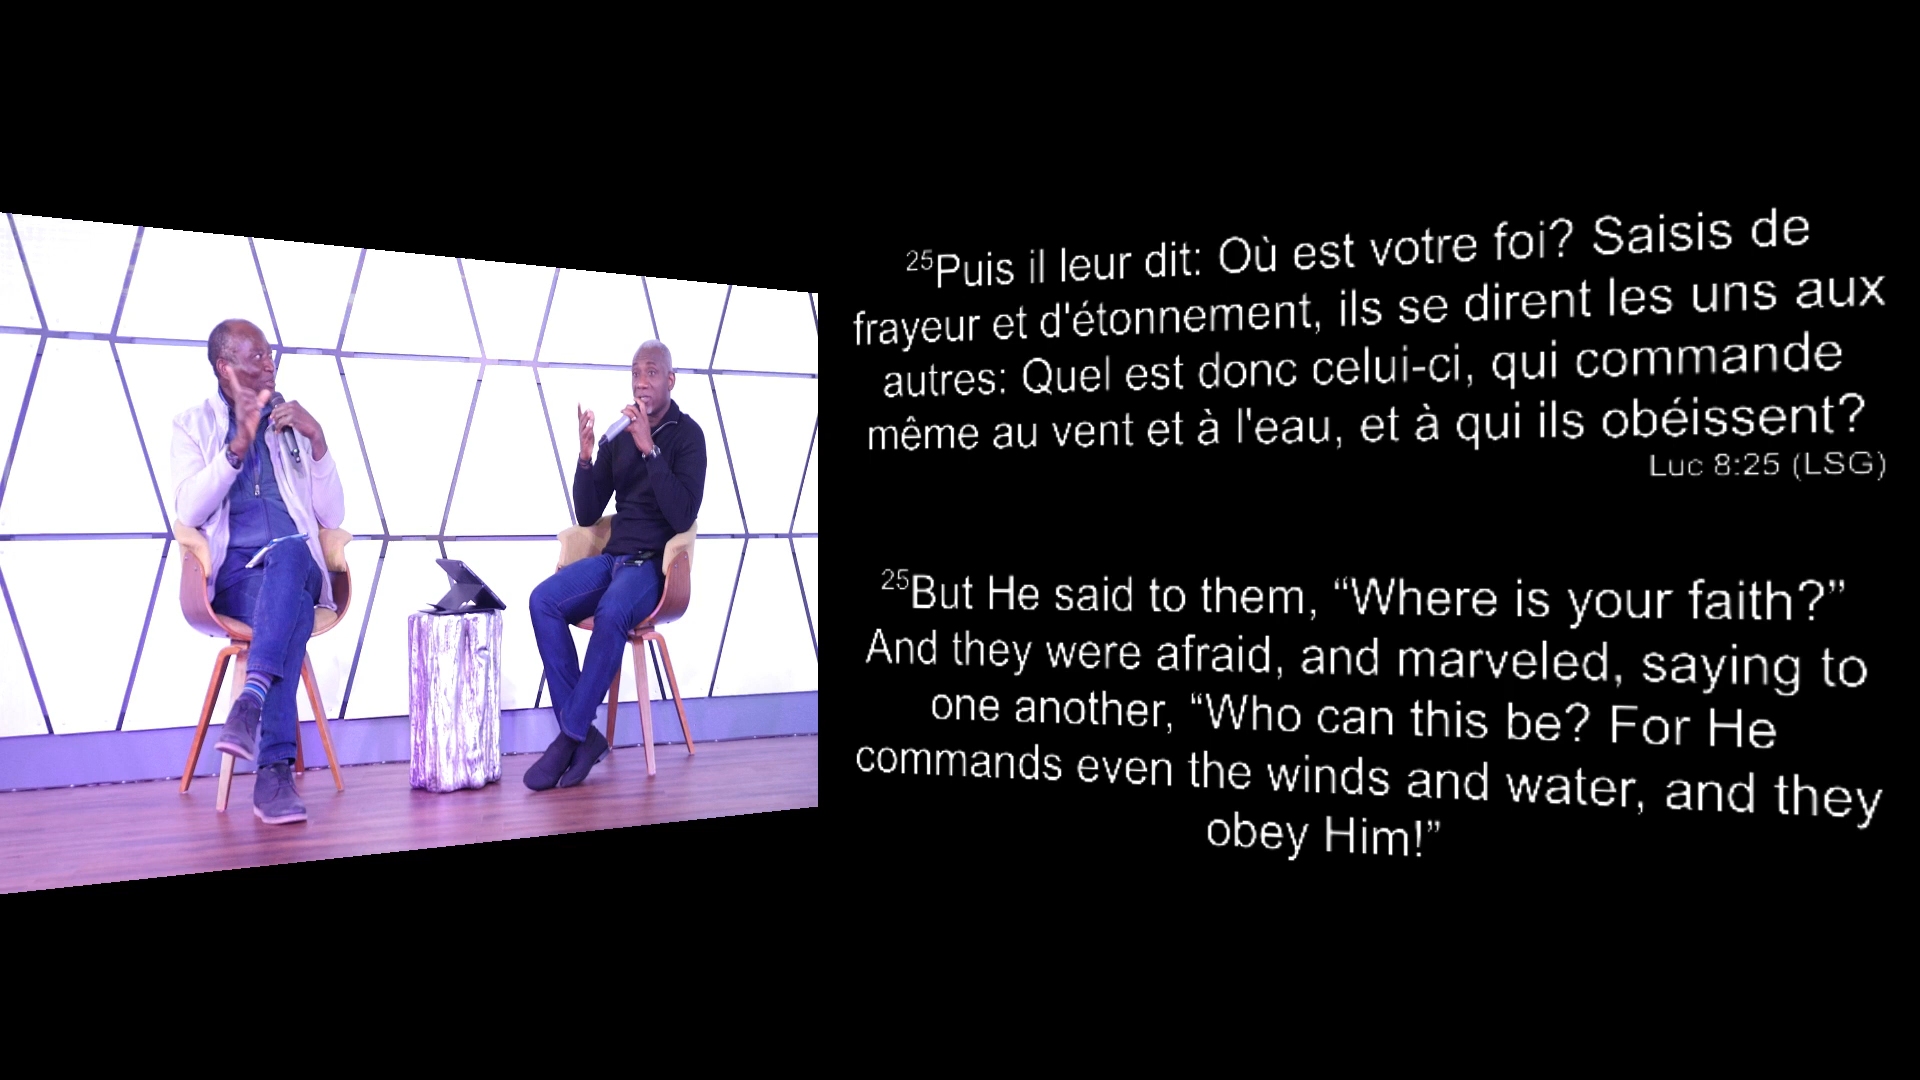 25Puis il leur dit: Où est votre foi? Saisis de
frayeur et d'étonnement, ils se dirent les uns aux
autres: Quel est donc celui-ci, qui commande
même au vent et à l'eau, et à qui ils obéissent?
Luc 8:25 (LSG)
25But He said to them, “Where is your faith?”
And they were afraid, and marveled, saying to
one another, “Who can this be? For He
commands even the winds and water, and they
obey Him!”